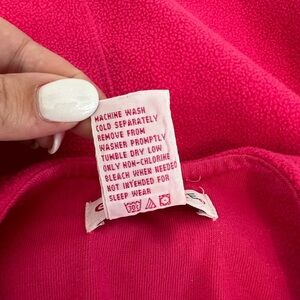 MACHINE WASH
COLD SEPARATELY
REMOVE FROM
WASHER PROMPTLY
TUMBLE DRY LOW
ONLY NON-CHLORINE
BLEACH WHEN NEEDED
NOT INTENDED FOR
SLEEP WEAR